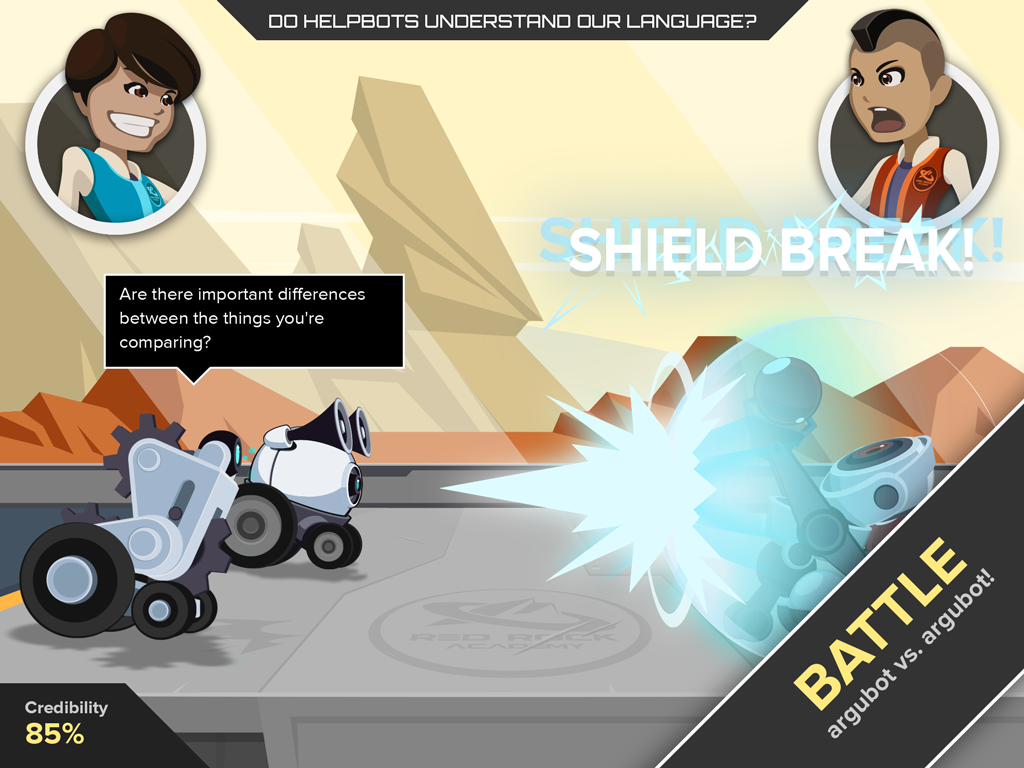 DO HELPBOTS UNDERSTAND OUR LANGUAGE?
SHIELD BREAK!
Are there important differences
between the things you're
comparing?
RED ROCK
ACADEMY
BATTLE
argubot vs. argubot!
Credibility
85%